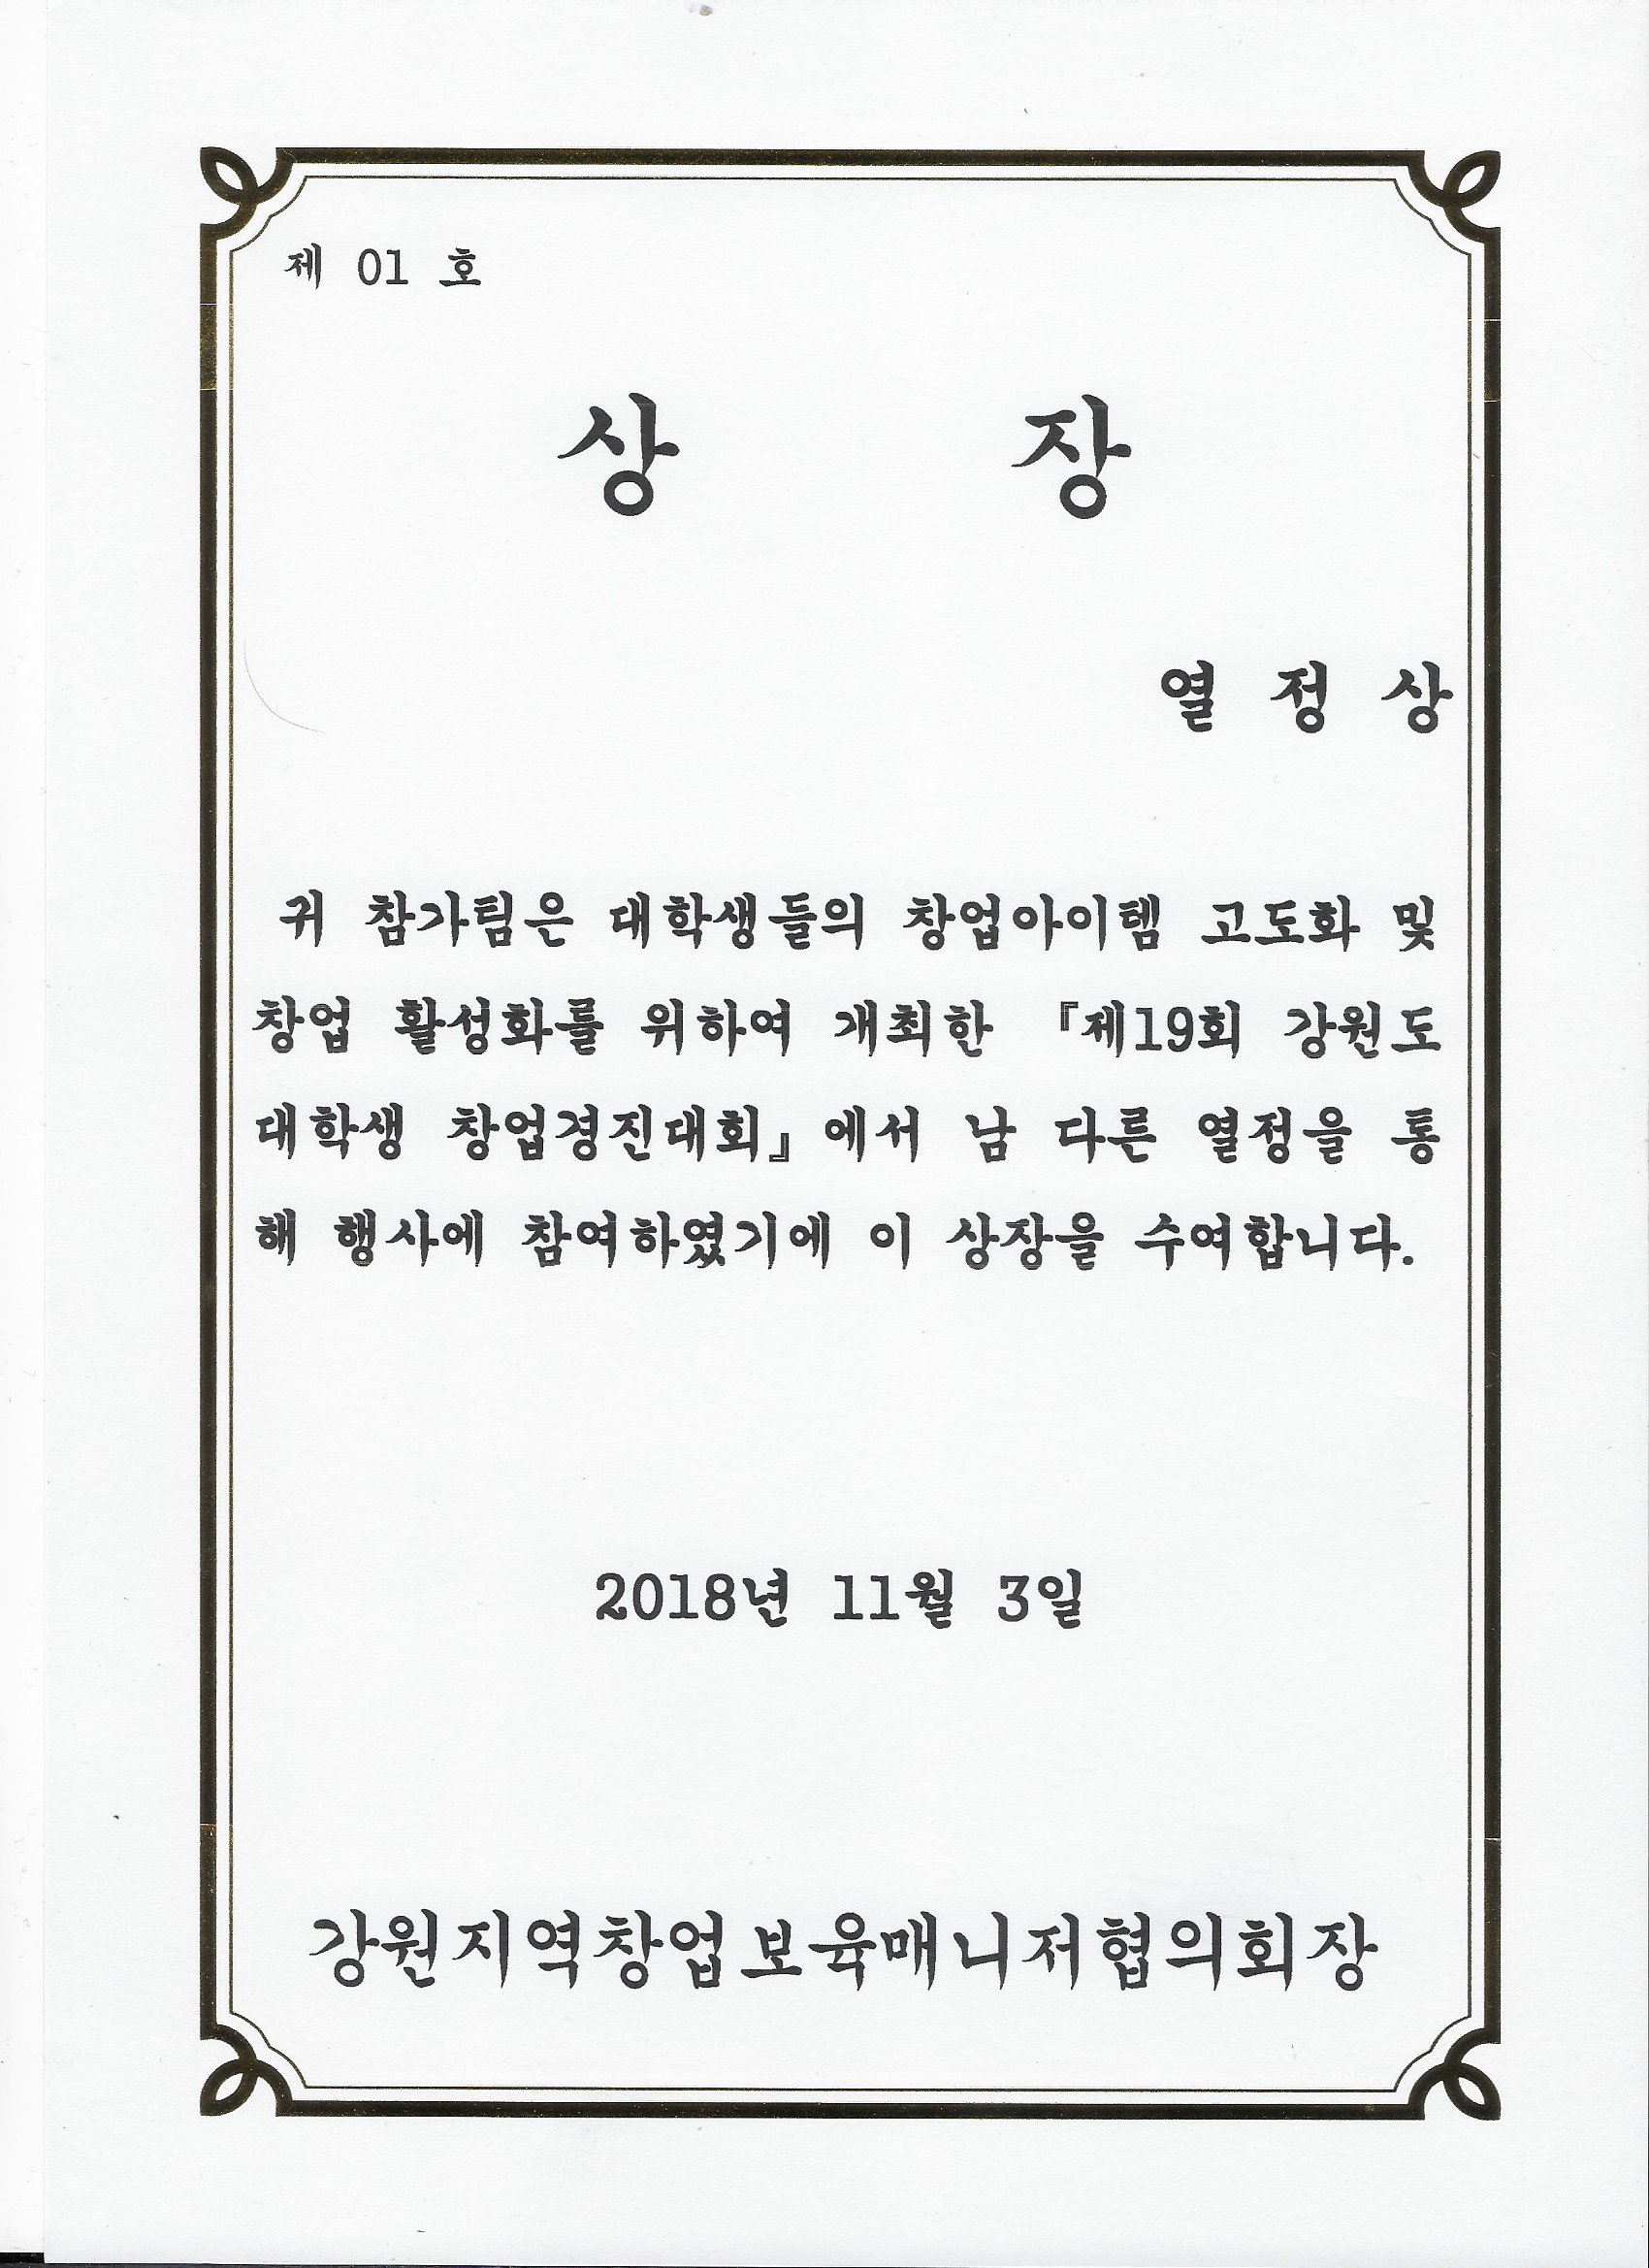 제 01 호
상 장
열 정 상
귀 참가팀은 대학생들의 창업아이템 고도화 및
창업 활성화를 위하여 개최한 『제19회 강원도
대학생 창업경진대회』에서 남 다른 열정을 통
해 행사에 참여하였기에 이 상장을 수여합니다.
2018년 11월 3일
강원지역창업보육매니저협의회장